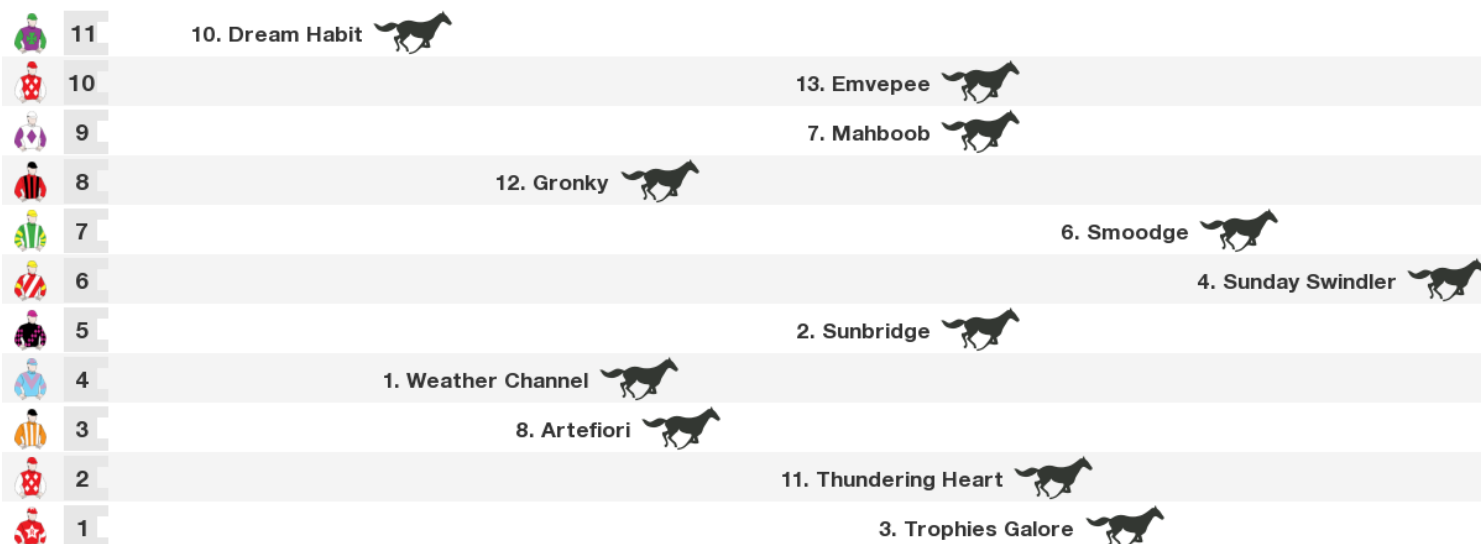 11 10. Dream Habit
10 13. Emvepee
9 7. Mahboob
8 12. Gronky
7 6. Smoodge
6 4. Sunday Swindler
5 2. Sunbridge
4 1. Weather Channel
3 8. Artefiori
2 11. Thundering Heart
1 3. Trophies Galore